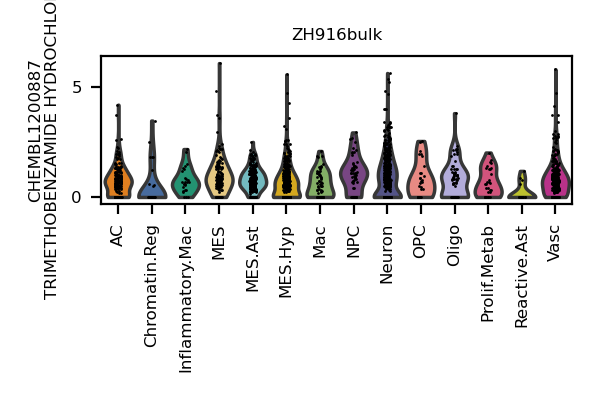 ZH916bulk
CHEMBL1200887
TRIMETHOBENZAMIDE HYDROCHLO
5
0
AC
Chromatin.Reg
Inflammatory.Mac
MES
MES.Ast
MES.Hyp
Mac
NPC
Neuron
OPC
Oligo
Prolif.Metab
Reactive.Ast
Vasc